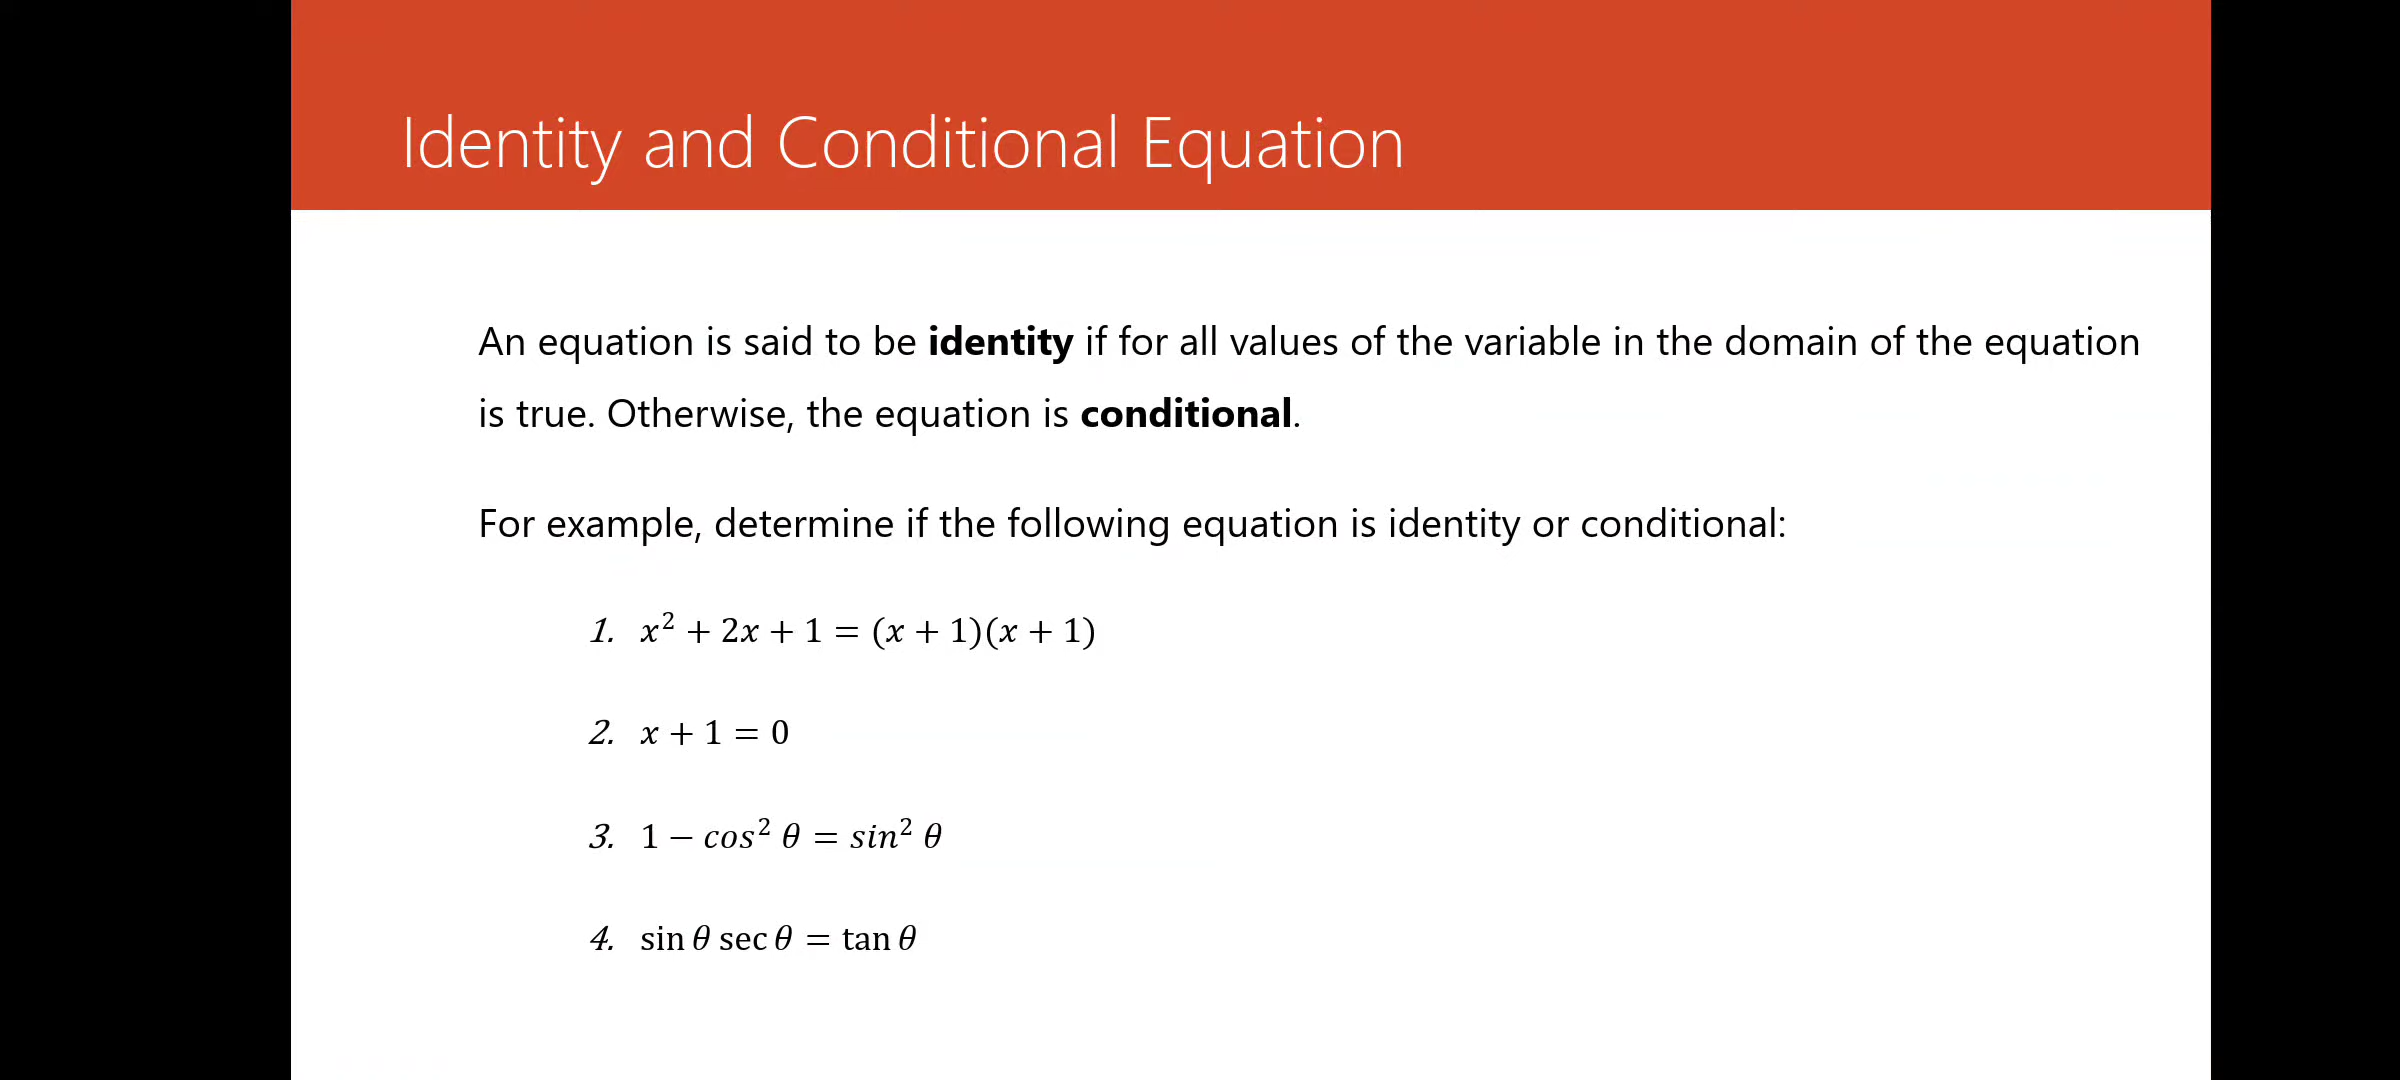 Identity and Conditional Equation
An equation is said to be identity if for all values of the variable in the domain of the equation
is true. Otherwise, the equation is conditional.
For example, determine if the following equation is identity or conditional:
1. x² + 2x + 1 = (x + 1)(x + 1)
2. x + 1 = 0
3. 1 − cos² θ = sin² θ
4. sin θ sec θ = tan θ